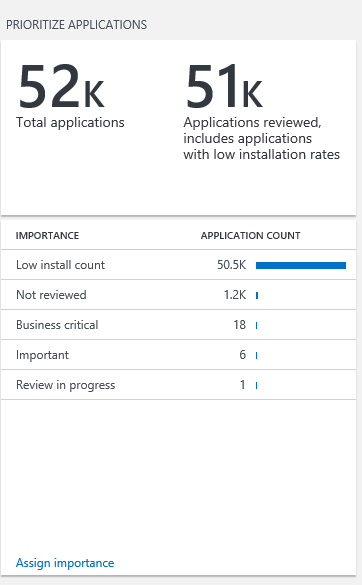 PRIORITIZE APPLICATIONS
52K 51K
Total applications Applications reviewed,
includes applications
with low installation rates
IMPORTANCE APPLICATION COUNT
Low install count 50.5K
Not reviewed 1.2K
Business critical 18
Important 6
Review in progress 1
Assign importance